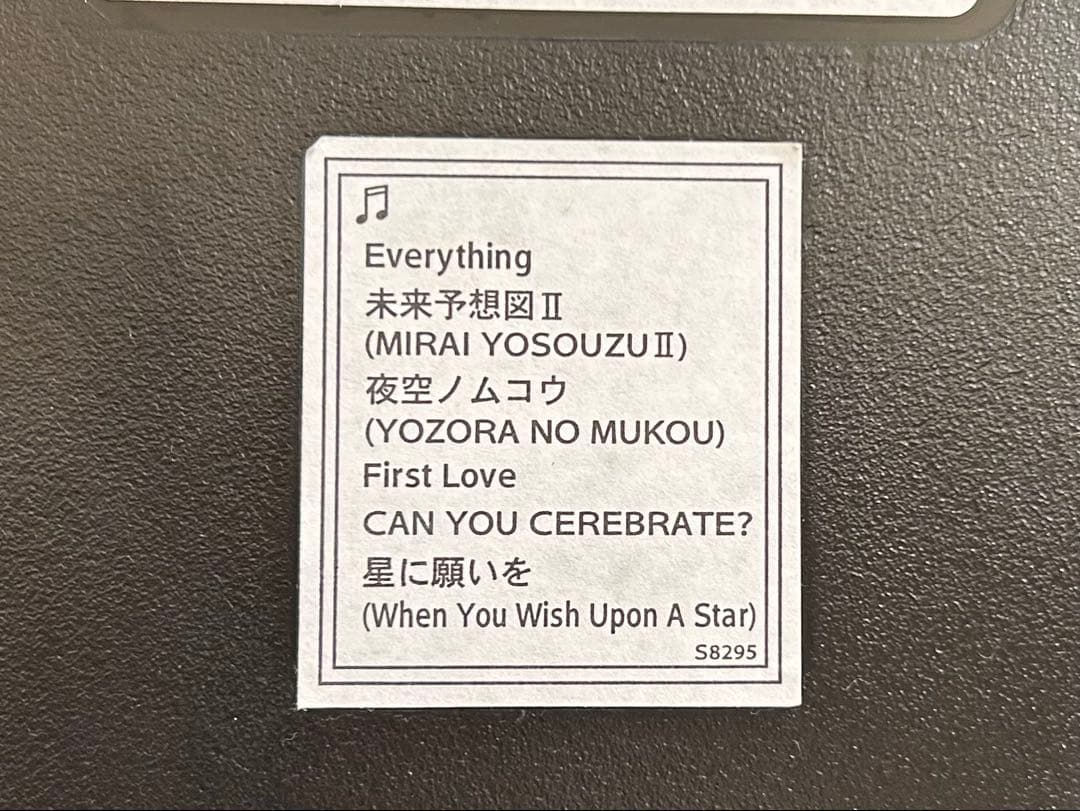 Everything
未来予想図Ⅱ
(MIRAI YOSOUZUⅡ)
夜空ノムコウ
(YOZORA NO MUKOU)
First Love
CAN YOU CEREBRATE?
星に願いを
(When You Wish Upon A Star)
S8295